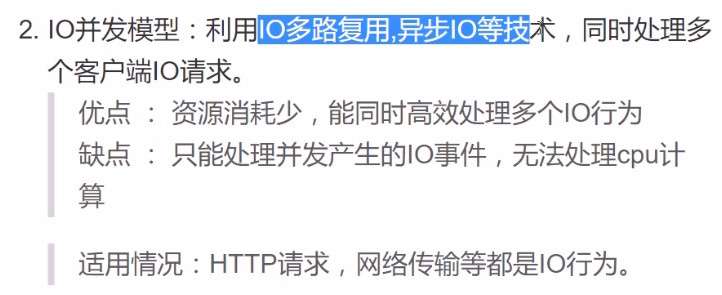 2. IO并发模型：利用IO多路复用,异步IO等技术，同时处理多
个客户端IO请求。
优点 ： 资源消耗少，能同时高效处理多个IO行为
缺点 ： 只能处理并发产生的IO事件，无法处理cpu计
算
适用情况：HTTP请求，网络传输等都是IO行为。